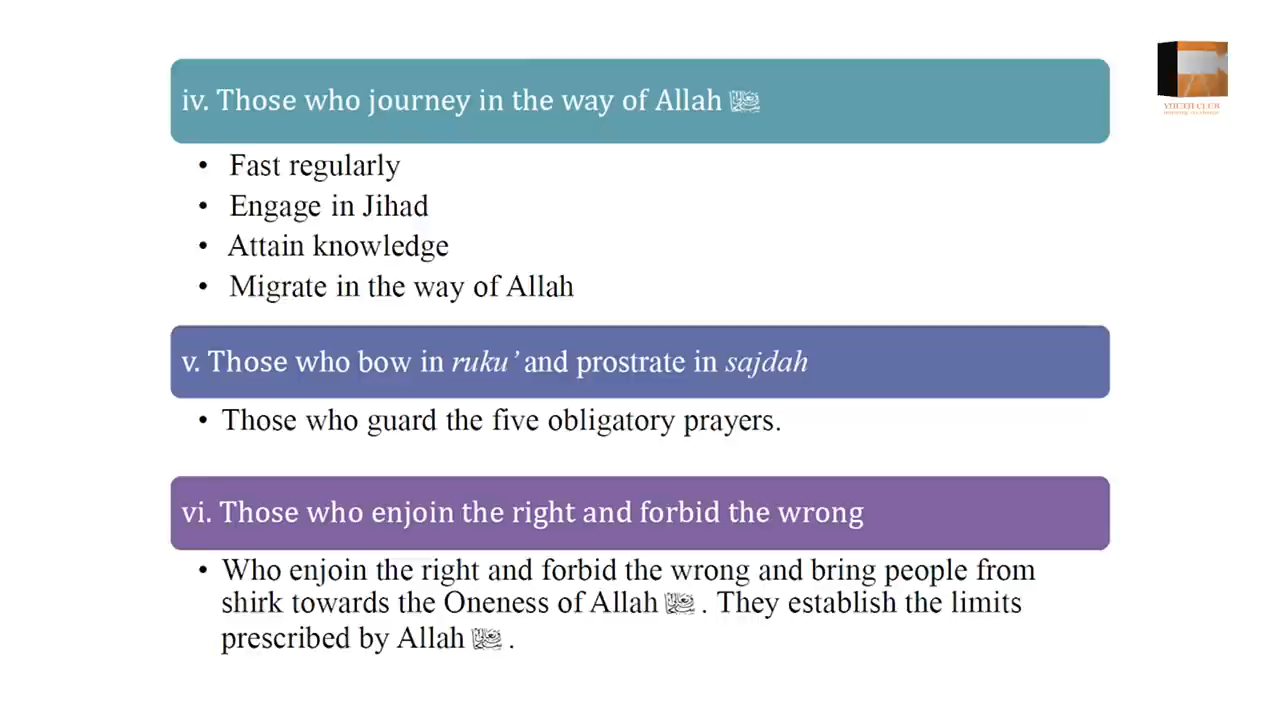 iv. Those who journey in the way of Allah ﷻ
• Fast regularly
• Engage in Jihad
• Attain knowledge
• Migrate in the way of Allah
v. Those who bow in ruku’ and prostrate in sajdah
• Those who guard the five obligatory prayers.
vi. Those who enjoin the right and forbid the wrong
• Who enjoin the right and forbid the wrong and bring people from
shirk towards the Oneness of Allah . They establish the limits
prescribed by Allah .
YOUTH CLUB